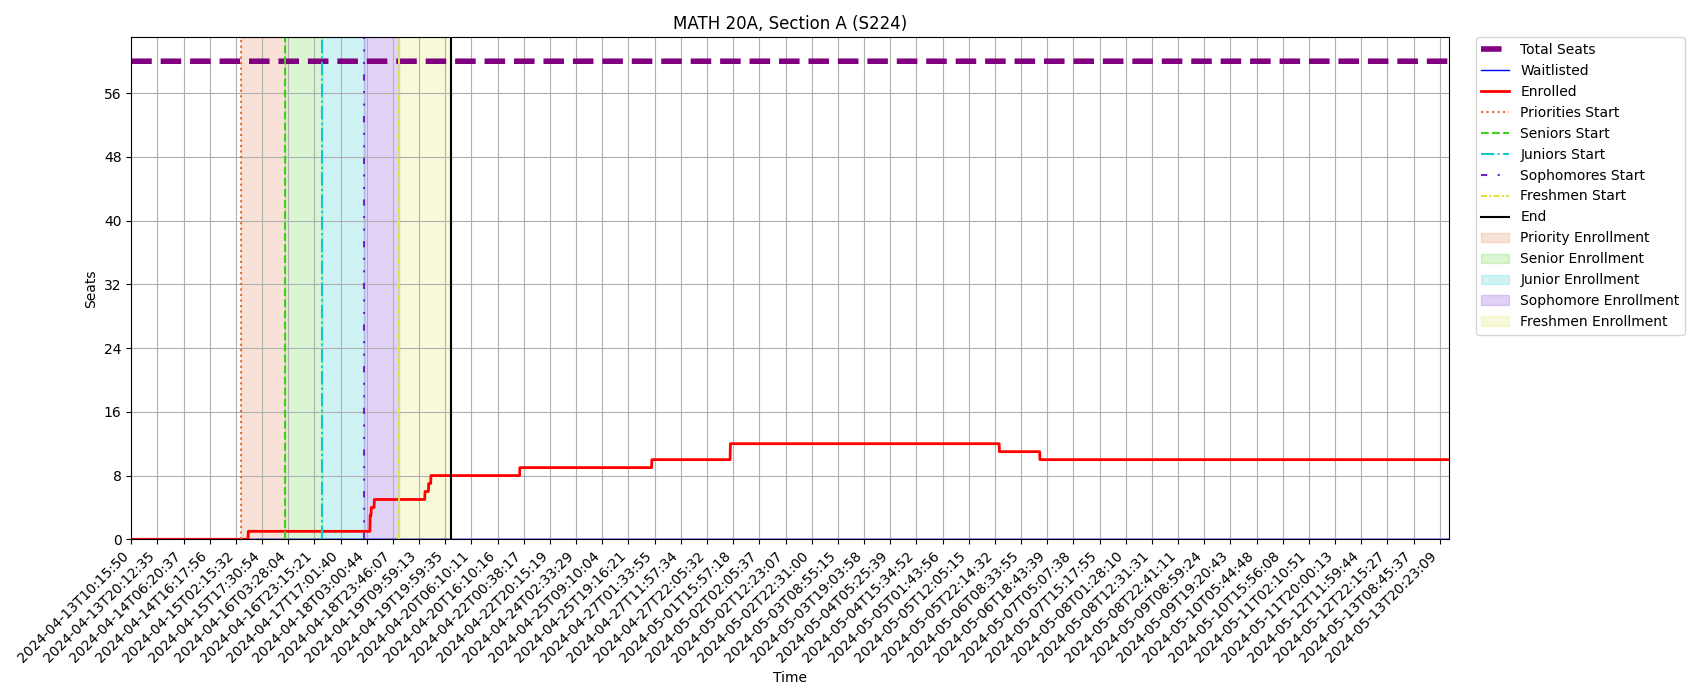 MATH 20A, Section A (S224)
Seats
56
48
40
32
24
16
8
0
2024-04-13T10:15:50
2024-04-13T20:12:35
2024-04-14T06:20:37
2024-04-14T16:17:56
2024-04-15T02:15:32
2024-04-15T17:30:54
2024-04-16T03:28:04
2024-04-16T23:15:21
2024-04-17T17:01:40
2024-04-18T03:00:44
2024-04-18T23:46:07
2024-04-19T09:59:13
2024-04-19T19:59:35
2024-04-20T06:10:11
2024-04-20T16:10:16
2024-04-22T00:38:17
2024-04-22T20:15:19
2024-04-24T02:33:29
2024-04-25T09:10:04
2024-04-25T19:16:21
2024-04-27T01:33:55
2024-04-27T11:57:34
2024-04-27T22:05:32
2024-05-01T15:57:18
2024-05-02T02:05:37
2024-05-02T12:23:07
2024-05-02T22:31:00
2024-05-03T08:55:15
2024-05-03T19:03:58
2024-05-04T05:25:39
2024-05-04T15:34:52
2024-05-05T01:43:56
2024-05-05T12:05:15
2024-05-05T22:14:32
2024-05-06T08:33:55
2024-05-06T18:43:39
2024-05-07T05:07:38
2024-05-07T15:17:55
2024-05-08T01:28:10
2024-05-08T12:31:31
2024-05-08T22:41:11
2024-05-09T08:59:24
2024-05-09T19:20:43
2024-05-10T05:44:48
2024-05-10T15:56:08
2024-05-11T02:10:51
2024-05-11T20:00:13
2024-05-12T11:59:44
2024-05-12T22:15:27
2024-05-13T08:45:37
2024-05-13T20:23:09
Time
Total Seats
Waitlisted
Enrolled
Priorities Start
Seniors Start
Juniors Start
Sophomores Start
Freshmen Start
End
Priority Enrollment
Senior Enrollment
Junior Enrollment
Sophomore Enrollment
Freshmen Enrollment